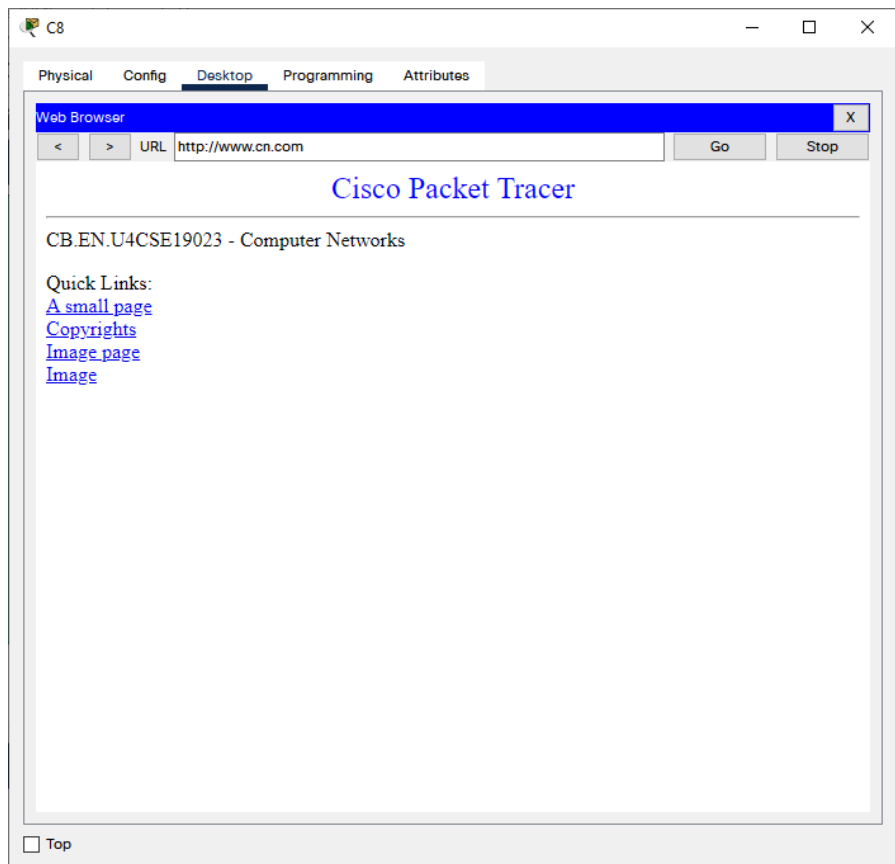 C8
Physical Config Desktop Programming Attributes
Web Browser X
< > URL http://www.cn.com Go Stop
Cisco Packet Tracer
CB.EN.U4CSE19023 - Computer Networks
Quick Links:
A small page
Copyrights
Image page
Image
Top